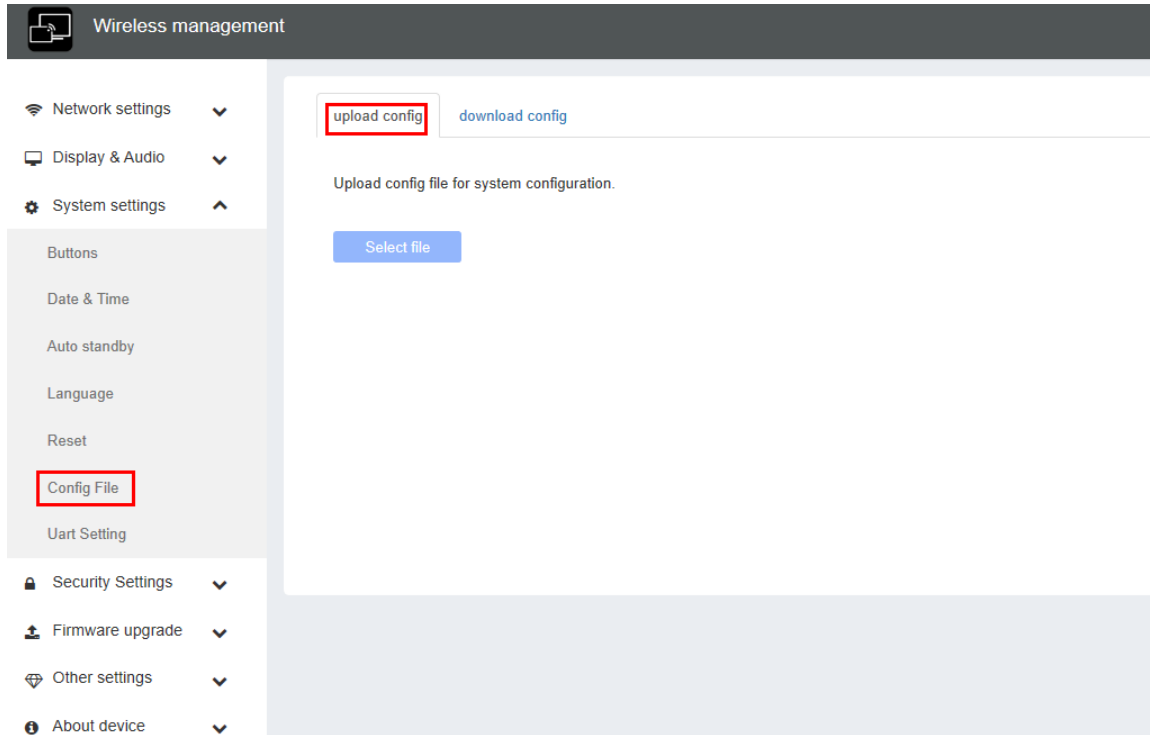 Wireless management
Network settings
Display & Audio
System settings
Buttons
Date & Time
Auto standby
Language
Reset
Config File
Uart Setting
Security Settings
Firmware upgrade
Other settings
About device
upload config download config
Upload config file for system configuration.
Select file